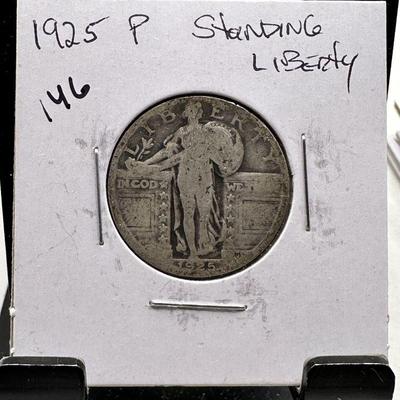 1925 P Standing
Liberty
146
LIBERTY
IN GOD WE
1925